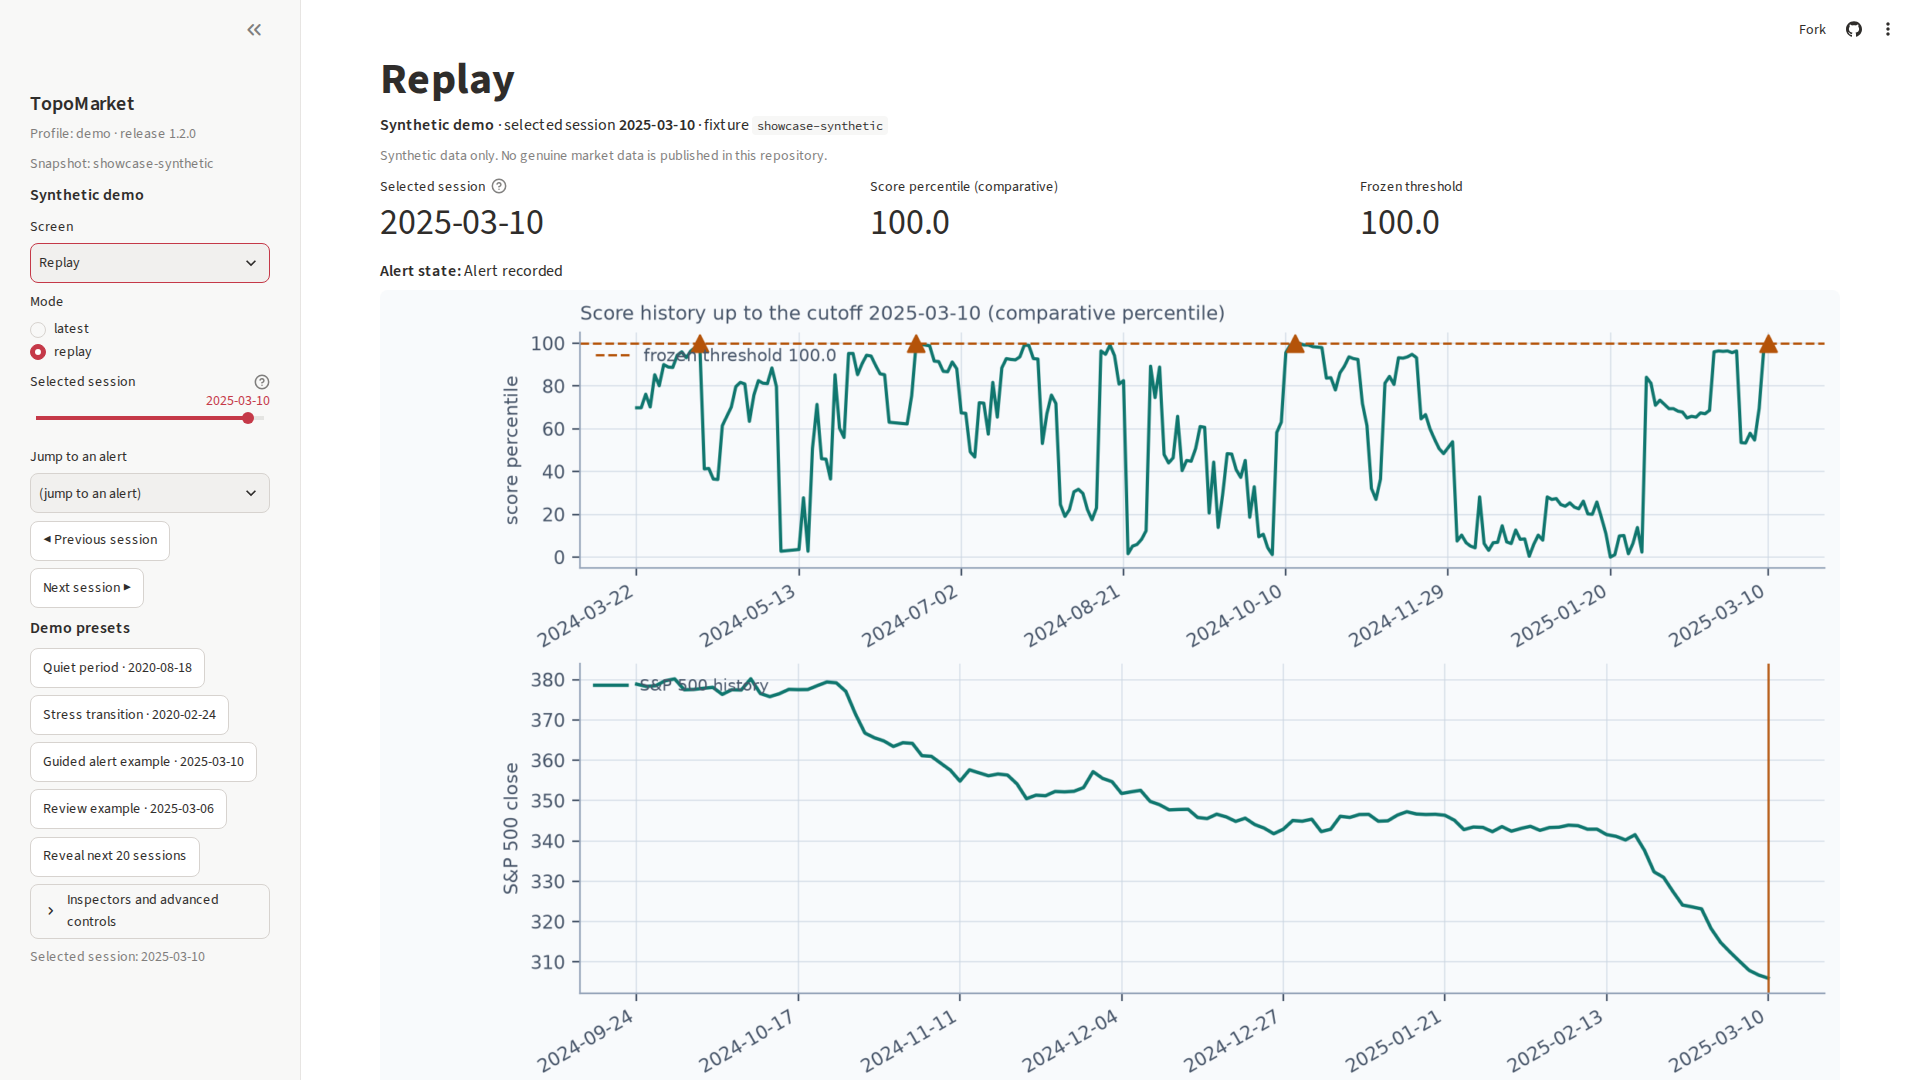 TopoMarket
Profile: demo · release 1.2.0
Snapshot: showcase-synthetic
Synthetic demo
Screen
Replay
Mode
latest
replay
Selected session
2025-03-10
Jump to an alert
(jump to an alert)
◂ Previous session
Next session ▸
Demo presets
Quiet period · 2020-08-18
Stress transition · 2020-02-24
Guided alert example · 2025-03-10
Review example · 2025-03-06
Reveal next 20 sessions
Inspectors and advanced
controls
Selected session: 2025-03-10
Fork
Replay
Synthetic demo · selected session 2025-03-10 · fixture showcase-synthetic
Synthetic data only. No genuine market data is published in this repository.
Selected session
2025-03-10
Score percentile (comparative)
100.0
Frozen threshold
100.0
Alert state: Alert recorded
Score history up to the cutoff 2025-03-10 (comparative percentile)
score percentile
100
80
60
40
20
0
frozen threshold 100.0
2024-03-22
2024-05-13
2024-07-02
2024-08-21
2024-10-10
2024-11-29
2025-01-20
2025-03-10
S&P 500 close
380
370
360
350
340
330
320
310
S&P 500 history
2024-09-24
2024-10-17
2024-11-11
2024-12-04
2024-12-27
2025-01-21
2025-02-13
2025-03-10